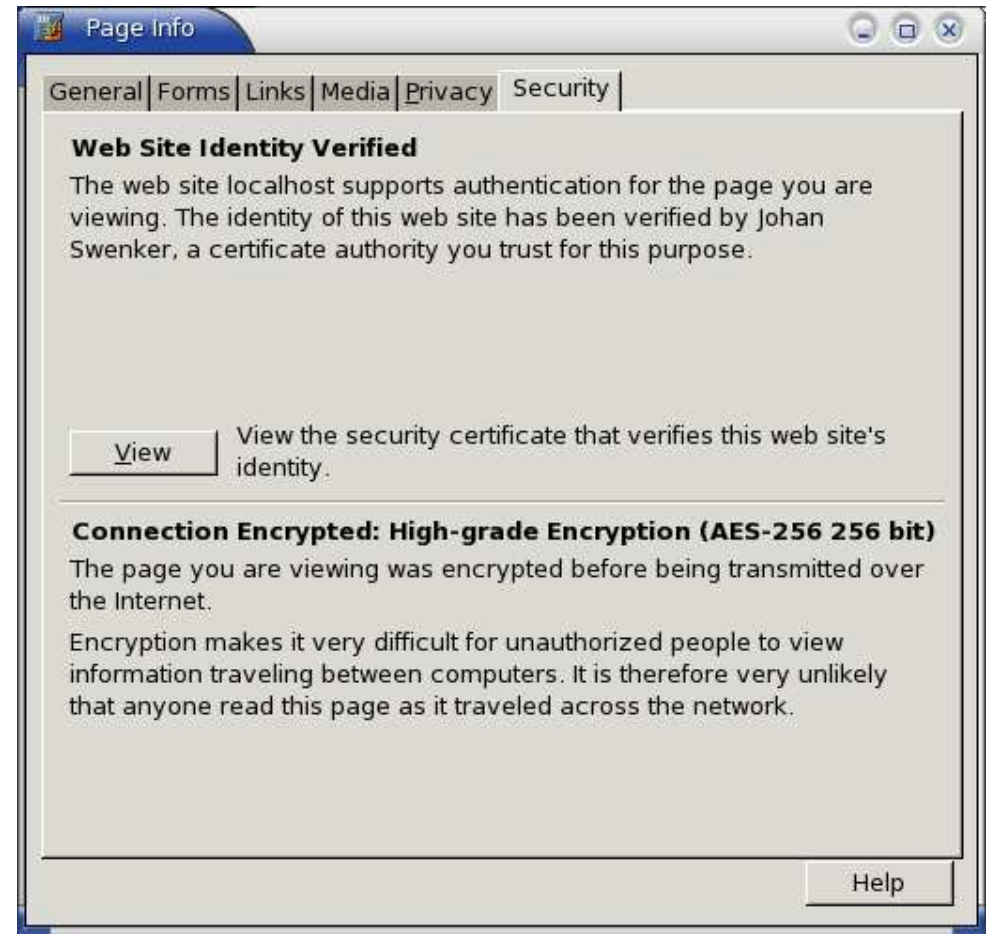 Page Info
General Forms Links Media Privacy Security
Web Site Identity Verified
The web site localhost supports authentication for the page you are
viewing. The identity of this web site has been verified by Johan
Swenker, a certificate authority you trust for this purpose.
View
View the security certificate that verifies this web site's
identity.
Connection Encrypted: High-grade Encryption (AES-256 256 bit)
The page you are viewing was encrypted before being transmitted over
the Internet.
Encryption makes it very difficult for unauthorized people to view
information traveling between computers. It is therefore very unlikely
that anyone read this page as it traveled across the network.
Help